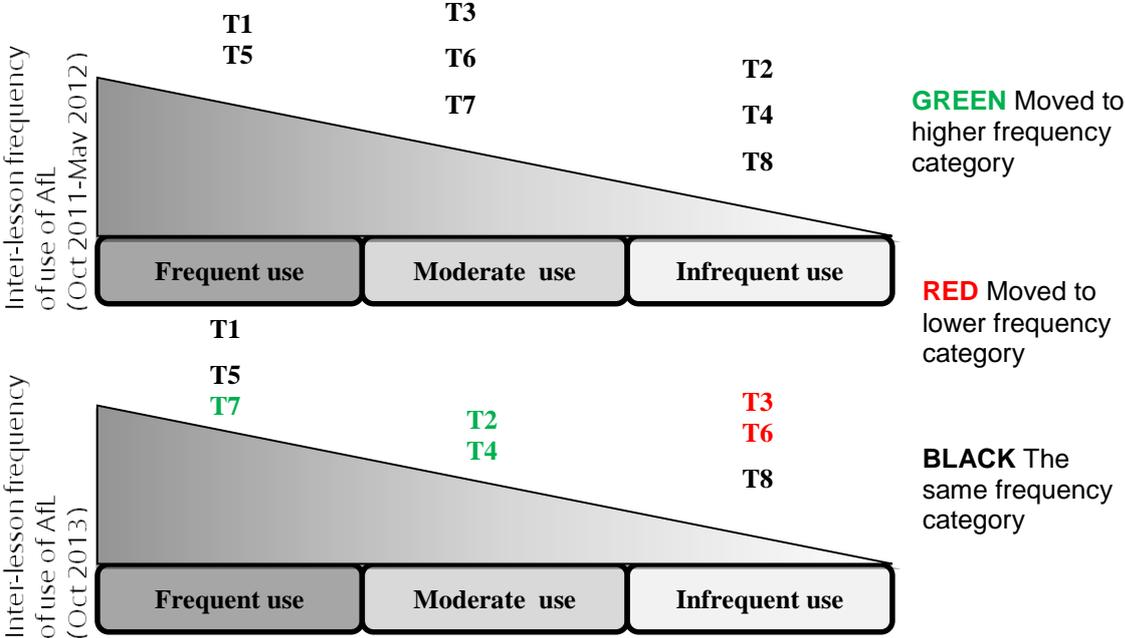 Inter-lesson frequency
of use of AfL
(Oct 2011-May 2012)
T1
T5
T3
T6
T7
T2
T4
T8
Frequent use
Moderate use
Infrequent use
GREEN Moved to
higher frequency
category
RED Moved to
lower frequency
category
BLACK The
same frequency
category
Inter-lesson frequency
of use of AfL
(Oct 2013)
T1
T5
T7
T2
T4
T3
T6
T8
Frequent use
Moderate use
Infrequent use